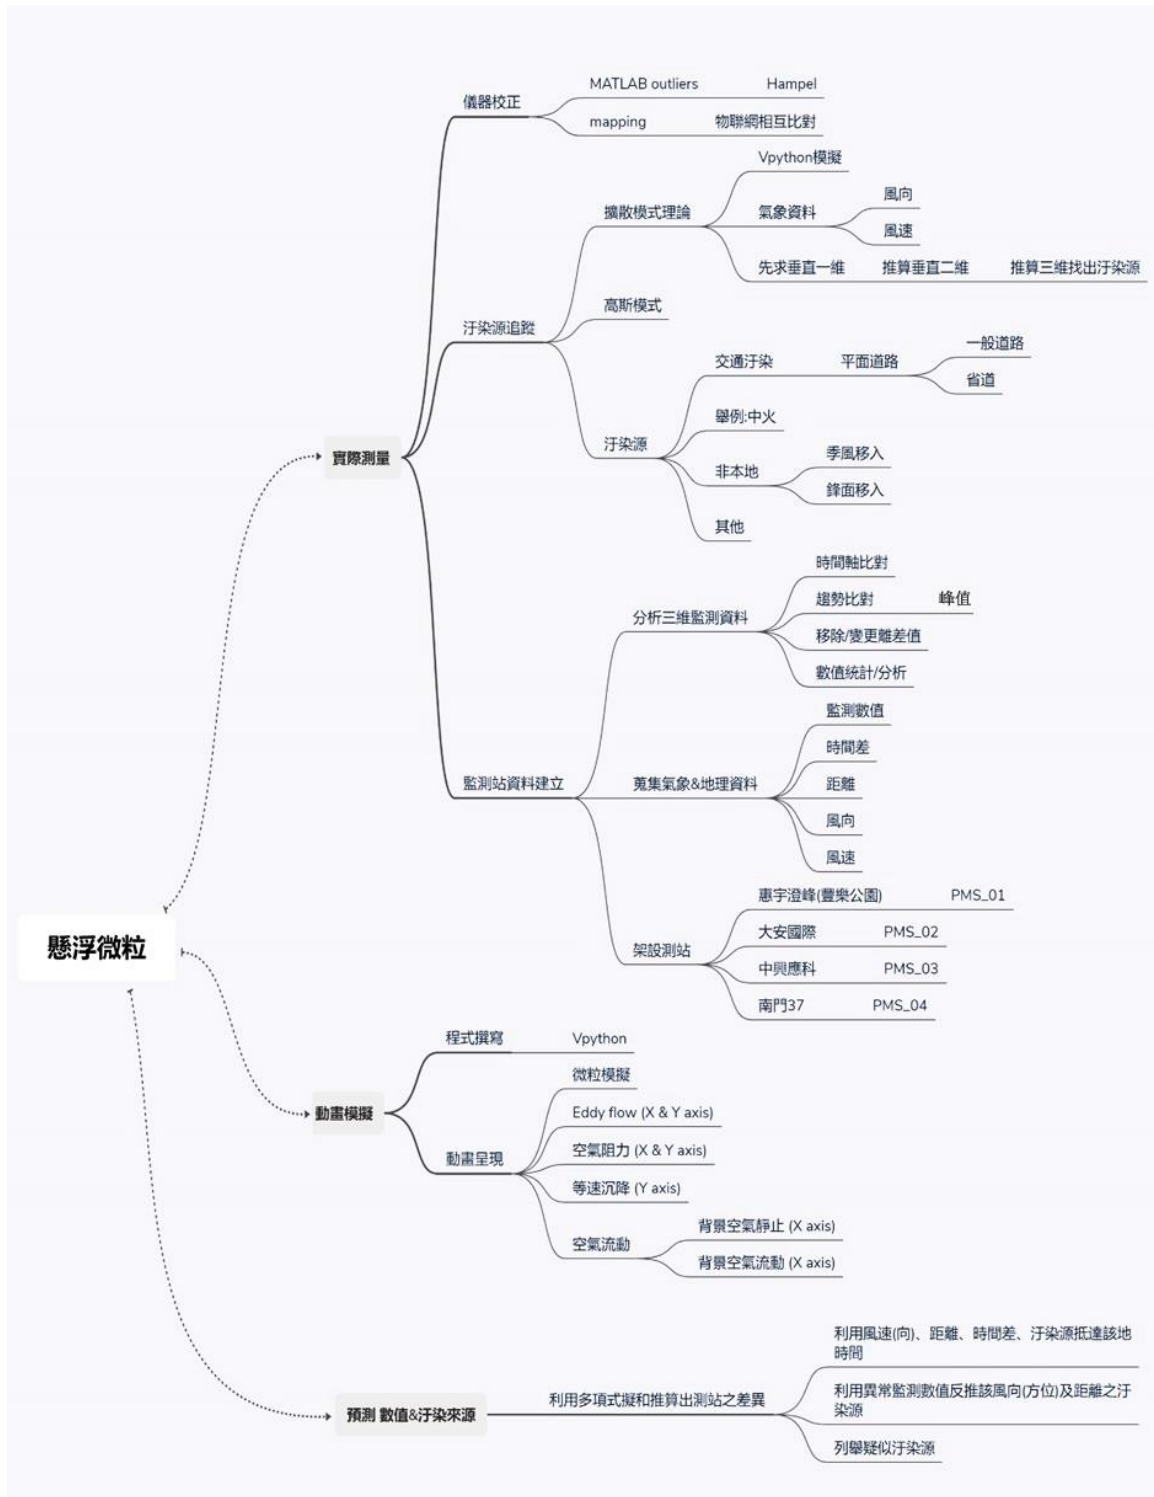 MATLAB outliers Hampel
儀器校正
mapping 物聯網相互比對
Vpython模擬
風向
擴散模式理論 氣象資料
風速
先求垂直一維 推算垂直二維 推算三維找出汙染源
高斯模式
汙染源追蹤
一般道路
交通汙染 平面道路
省道
舉例:中火
汙染源
季風移入
非本地
鋒面移入
其他
實際測量
時間軸比對
趨勢比對 峰值
分析三維監測資料
移除/變更離差值
數值統計/分析
監測數值
時間差
監測站資料建立 蒐集氣象&地理資料 距離
風向
風速
惠宇澄峰(豐樂公園) PMS_01
大安國際 PMS_02
架設測站
中興應科 PMS_03
南門37 PMS_04
懸浮微粒
程式撰寫 Vpython
微粒模擬
動畫模擬 Eddy flow (X & Y axis)
空氣阻力 (X & Y axis)
動畫呈現
等速沉降 (Y axis)
背景空氣靜止 (X axis)
空氣流動
背景空氣流動 (X axis)
利用風速(向)、距離、時間差、汙染源抵達該地
時間
利用異常監測數值反推該風向(方位)及距離之汙
染源
預測 數值&汙染來源 利用多項式擬和推算出測站之差異
列舉疑似汙染源